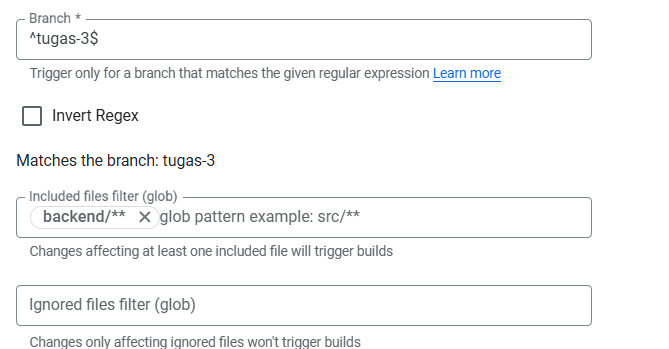 Branch *
^tugas-3$
Trigger only for a branch that matches the given regular expression Learn more
Invert Regex
Matches the branch: tugas-3
Included files filter (glob)
backend/** glob pattern example: src/**
Changes affecting at least one included file will trigger builds
Ignored files filter (glob)
Changes only affecting ignored files won't trigger builds